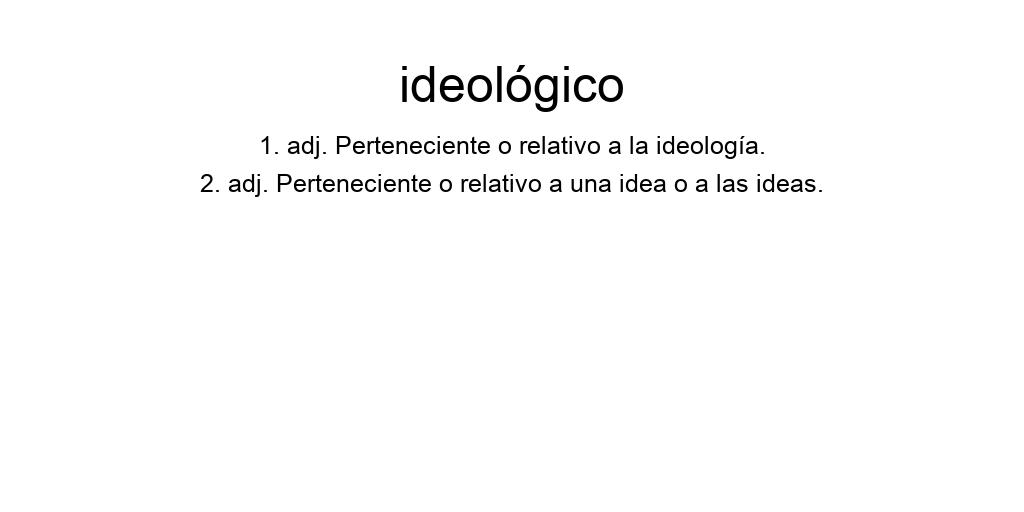 ideológico
1. adj. Perteneciente o relativo a la ideología.
2. adj. Perteneciente o relativo a una idea o a las ideas.